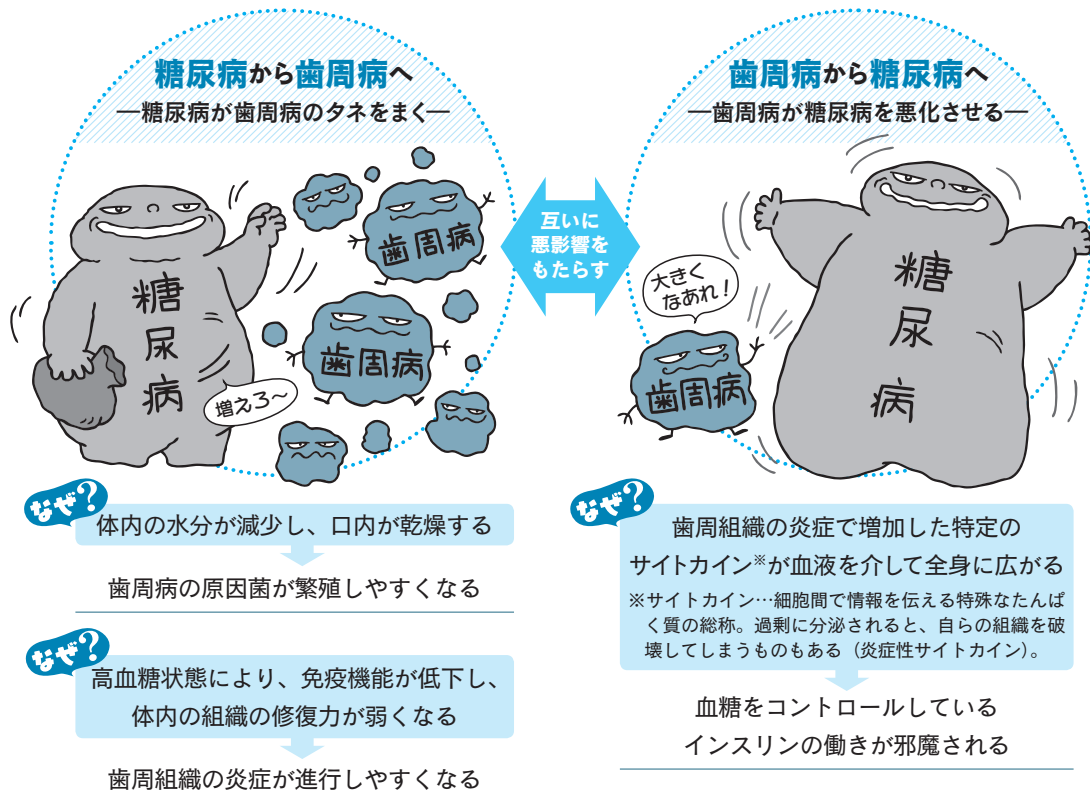 糖尿病から歯周病へ
―糖尿病が歯周病のタネをまく―
歯周病
歯周病
糖尿病
増えろ～
なぜ?
体内の水分が減少し、口内が乾燥する
歯周病の原因菌が繁殖しやすくなる
なぜ?
高血糖状態により、免疫機能が低下し、
体内の組織の修復力が弱くなる
歯周組織の炎症が進行しやすくなる
互いに
悪影響を
もたらす
歯周病から糖尿病へ
―歯周病が糖尿病を悪化させる―
大きく
なあれ!
歯周病
糖尿病
なぜ?
歯周組織の炎症で増加した特定の
サイトカイン※が血液を介して全身に広がる
※サイトカイン…細胞間で情報を伝える特殊なたんぱ
く質の総称。過剰に分泌されると、自らの組織を破
壊してしまうものもある（炎症性サイトカイン）。
血糖をコントロールしている
インスリンの働きが邪魔される